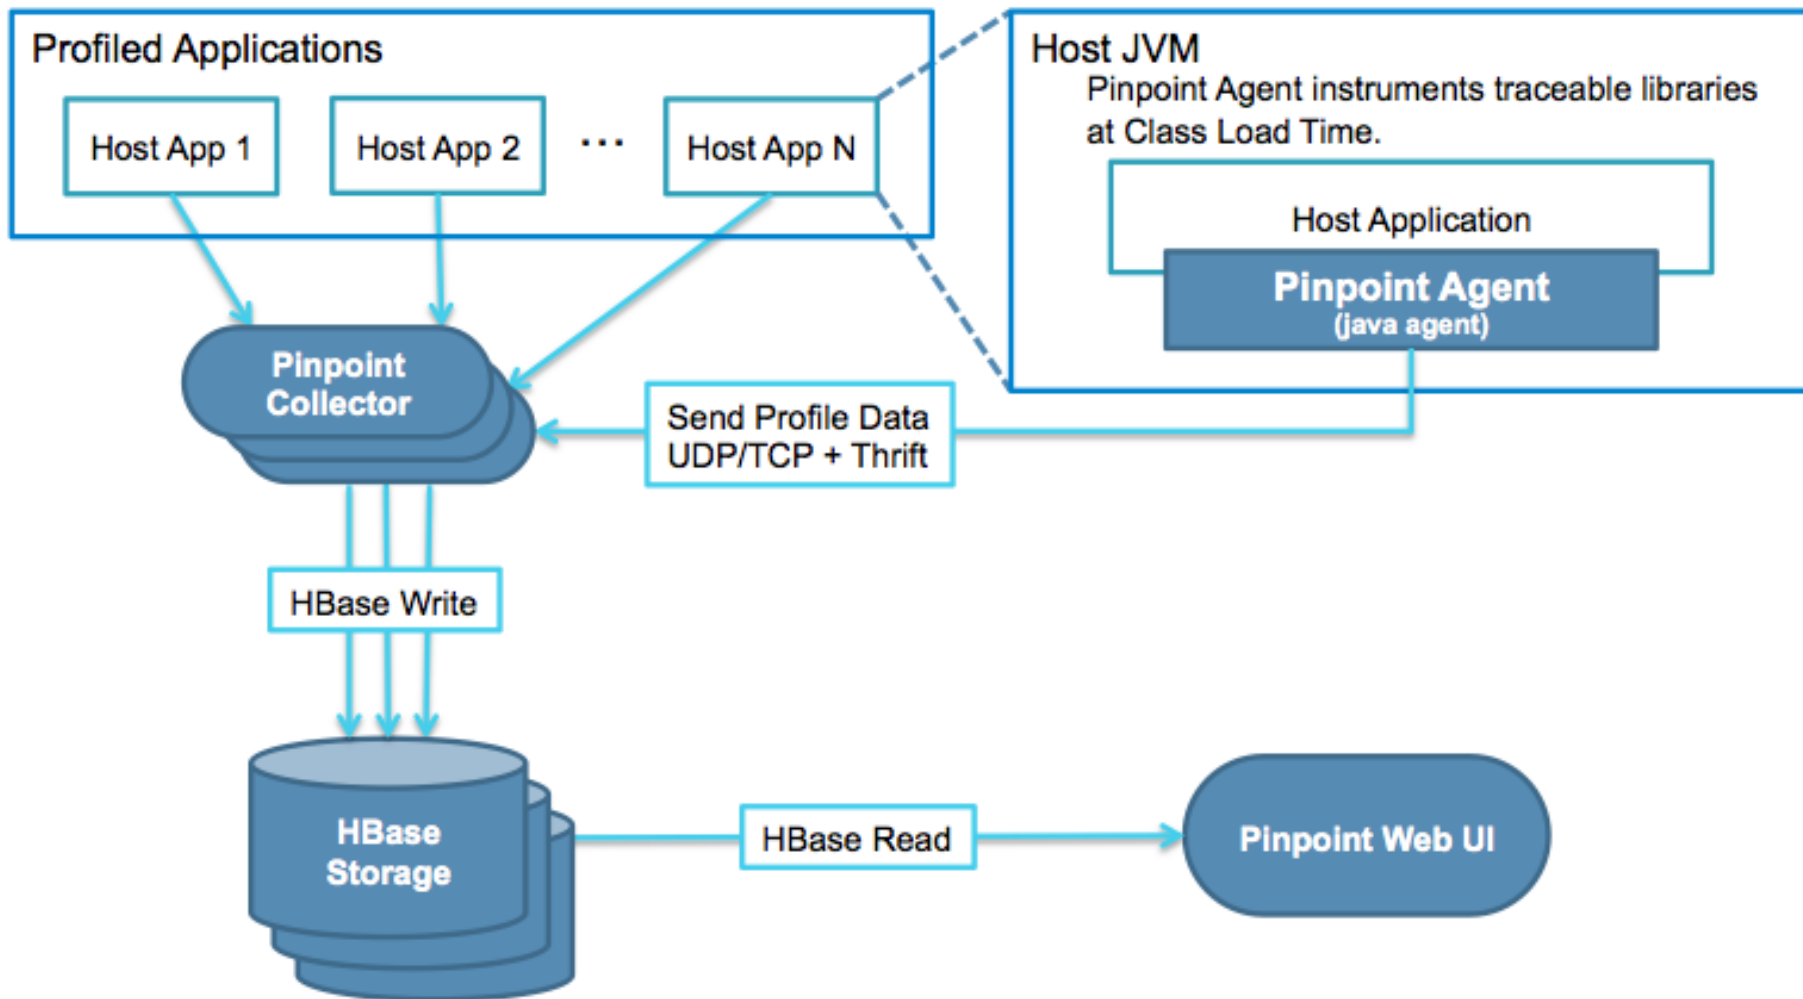 Profiled Applications
Host App 1
Host App 2
...
Host App N
Host JVM
Pinpoint Agent instruments traceable libraries
at Class Load Time.
Host Application
Pinpoint Agent
(java agent)
Pinpoint
Collector
Send Profile Data
UDP/TCP + Thrift
HBase Write
HBase
Storage
HBase Read
Pinpoint Web UI